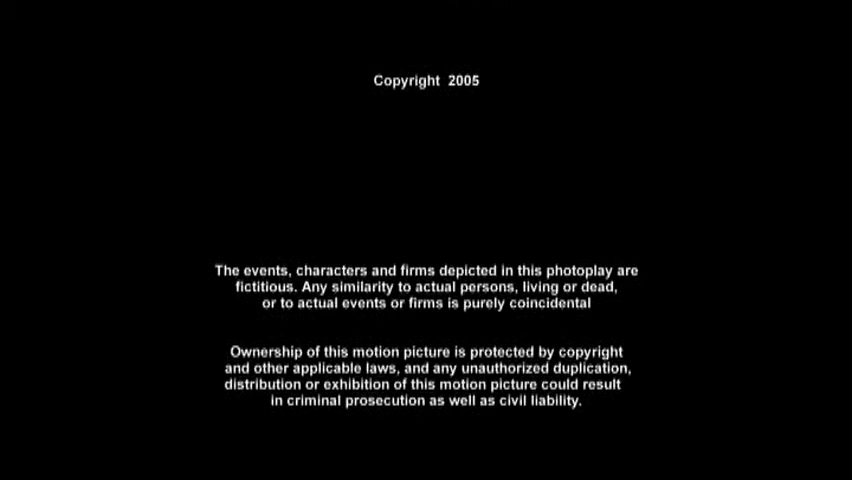 Copyright 2005
The events, characters and firms depicted in this photoplay are
fictitious. Any similarity to actual persons, living or dead,
or to actual events or firms is purely coincidental
Ownership of this motion picture is protected by copyright
and other applicable laws, and any unauthorized duplication,
distribution or exhibition of this motion picture could result
in criminal prosecution as well as civil liability.